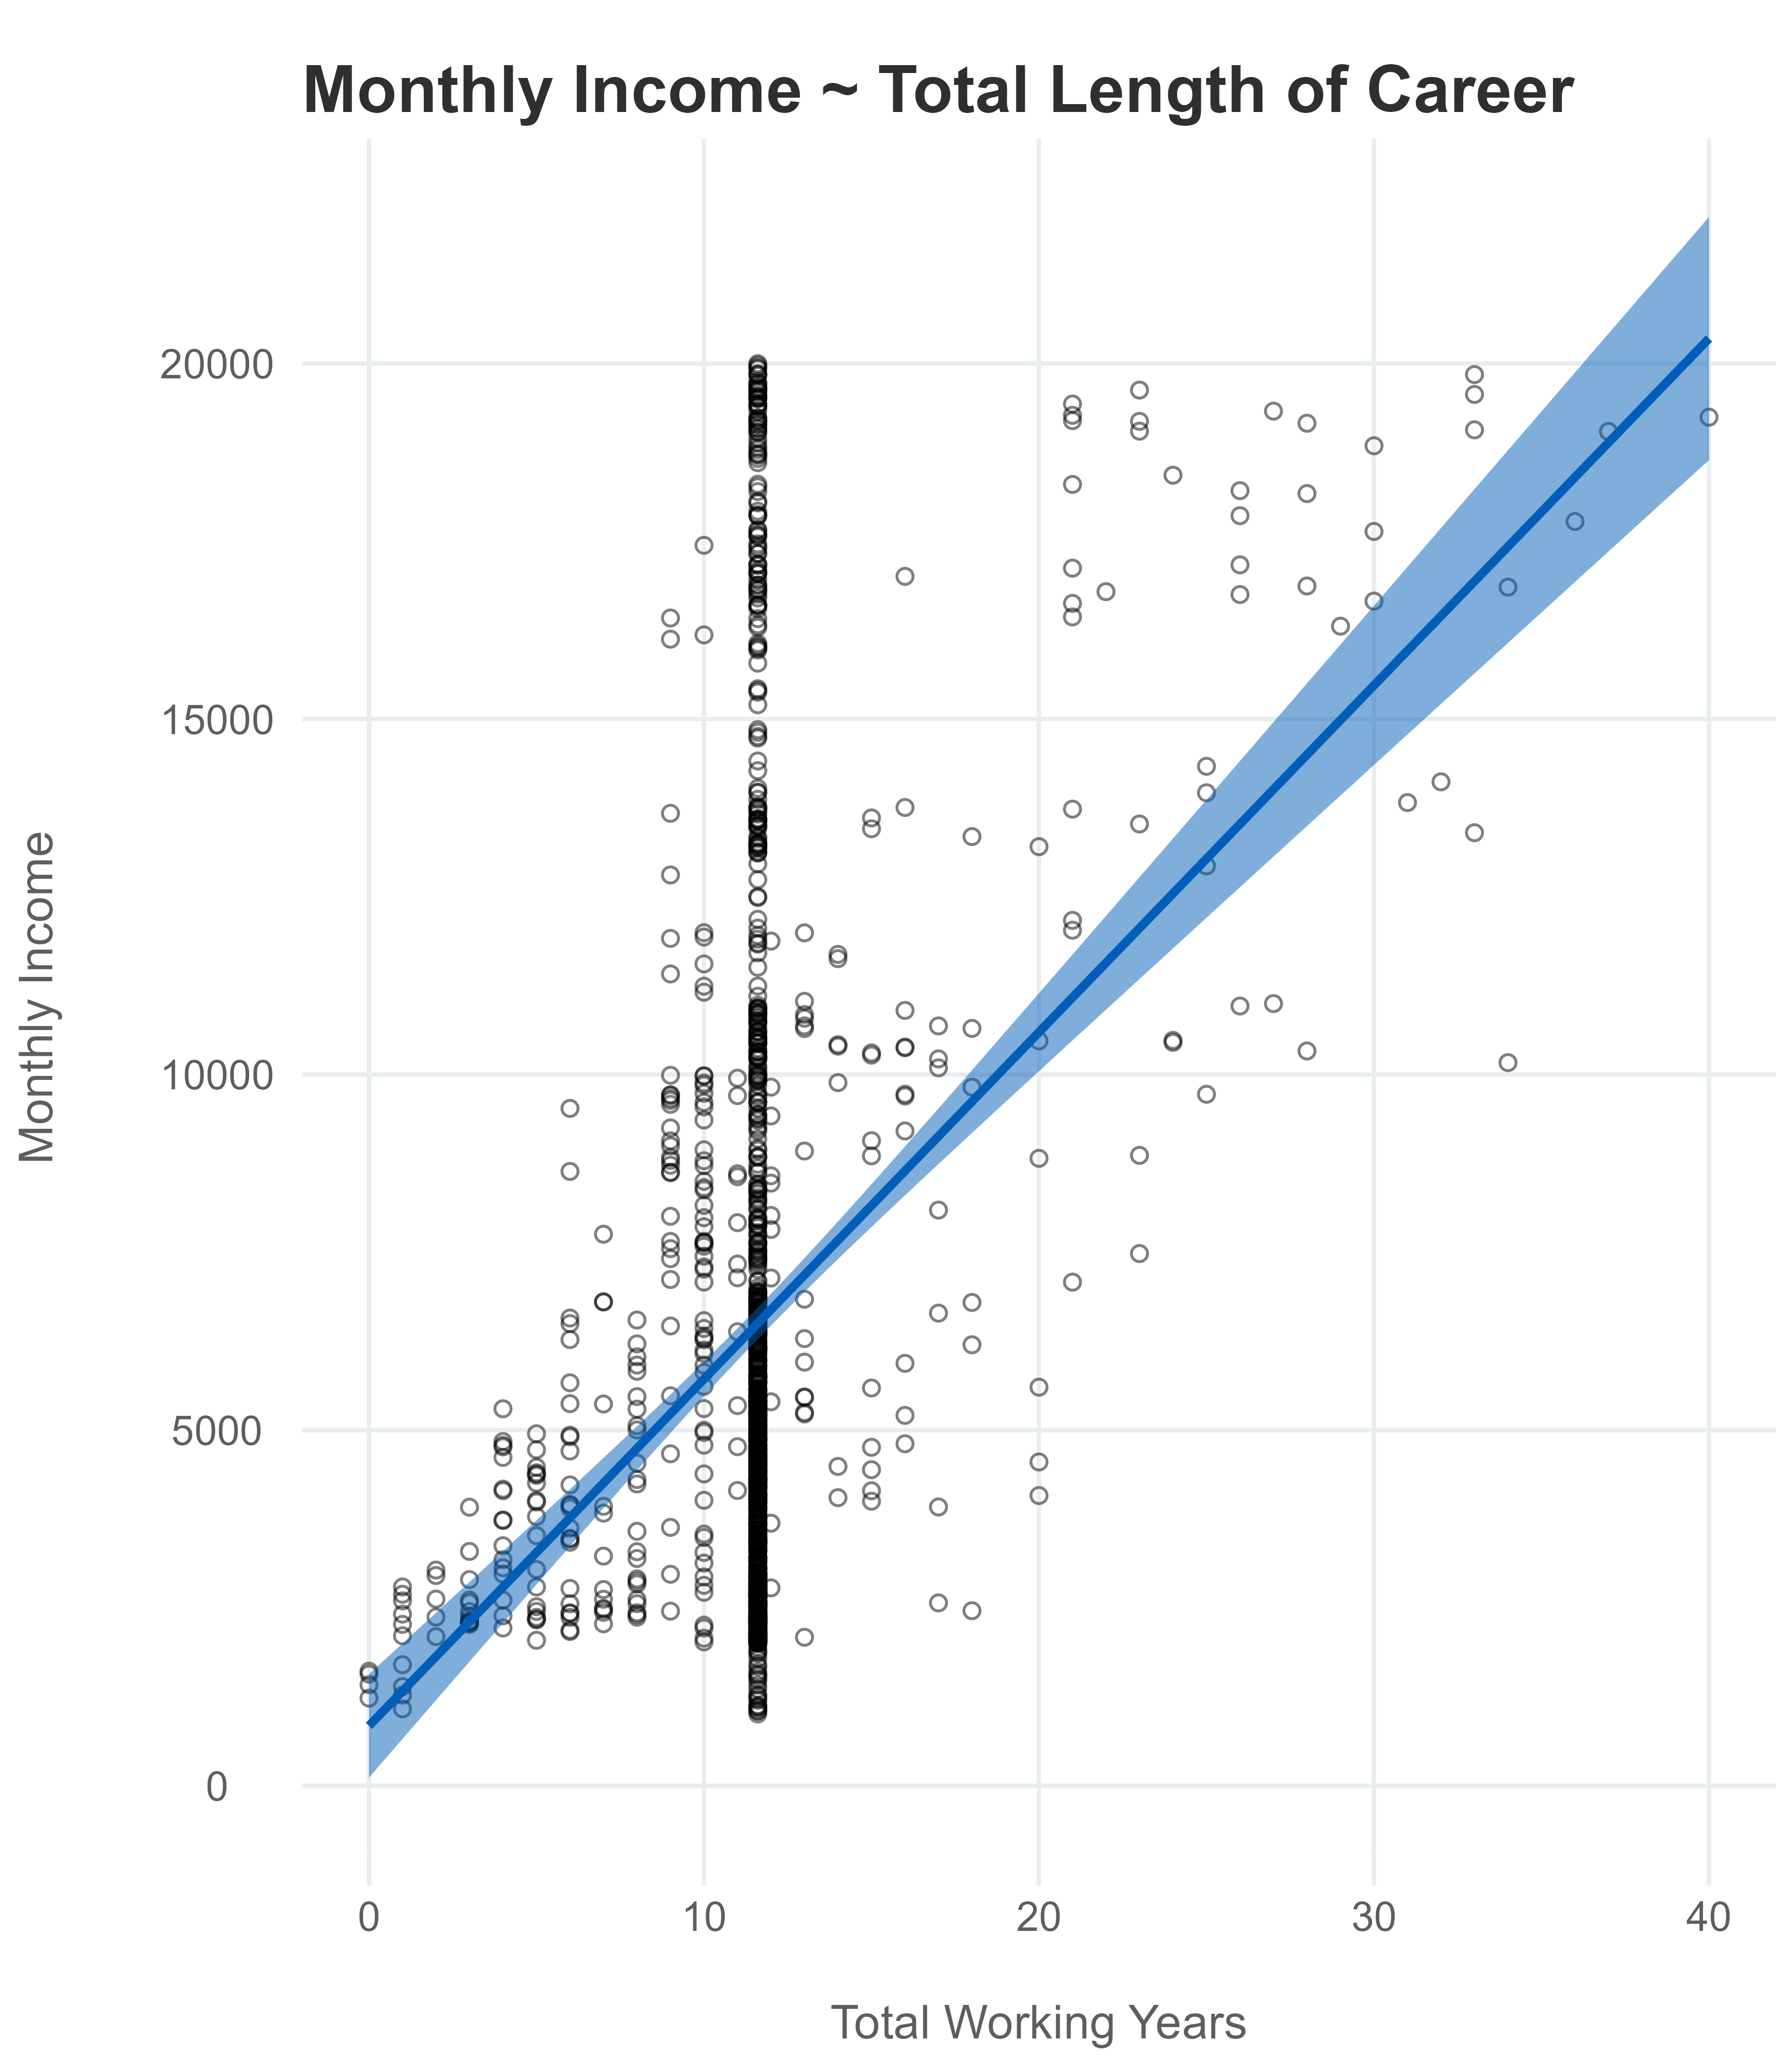 Monthly Income ~ Total Length of Career
Monthly Income
20000
15000
10000
5000
0
0 10 20 30 40
Total Working Years